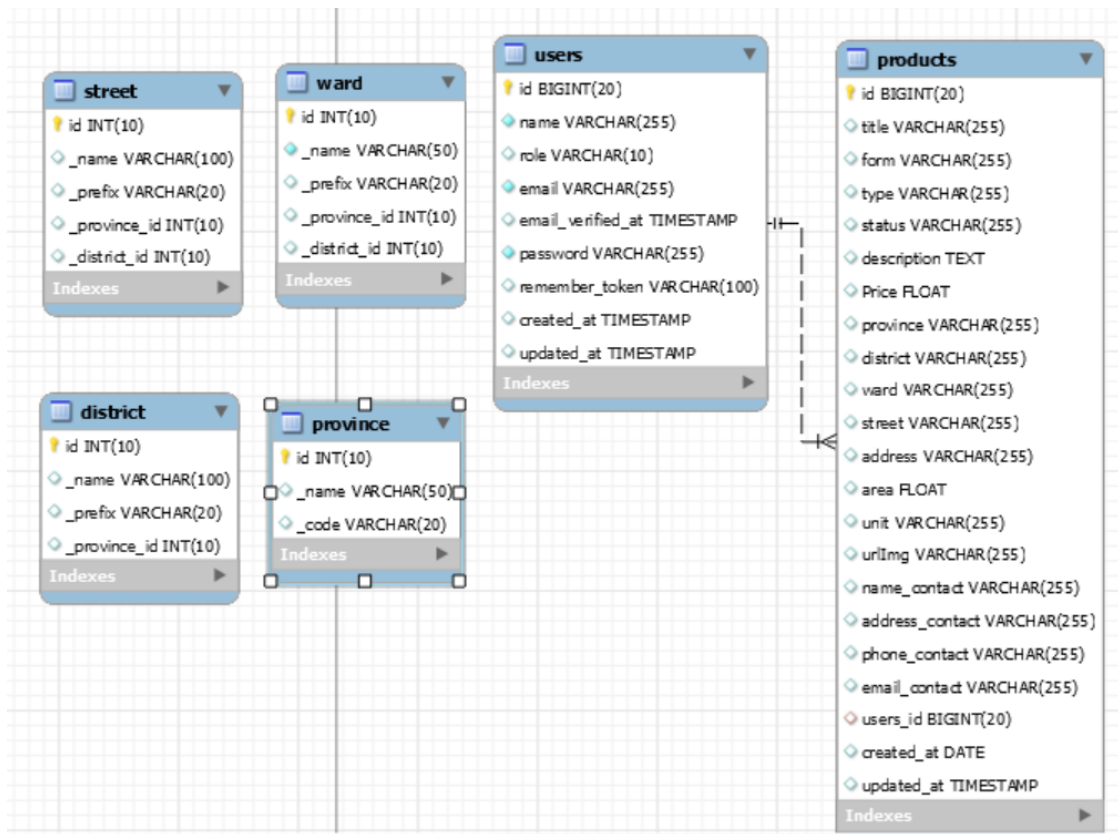 street
id INT(10)
_name VARCHAR(100)
_prefix VARCHAR(20)
_province_id INT(10)
_district_id INT(10)
Indexes
ward
id INT(10)
_name VARCHAR(50)
_prefix VARCHAR(20)
_province_id INT(10)
_district_id INT(10)
Indexes
users
id BIGINT(20)
name VARCHAR(255)
role VARCHAR(10)
email VARCHAR(255)
email_verified_at TIMESTAMP
password VARCHAR(255)
remember_token VARCHAR(100)
created_at TIMESTAMP
updated_at TIMESTAMP
Indexes
products
id BIGINT(20)
title VARCHAR(255)
form VARCHAR(255)
type VARCHAR(255)
status VARCHAR(255)
description TEXT
Price FLOAT
province VARCHAR(255)
district VARCHAR(255)
ward VARCHAR(255)
street VARCHAR(255)
address VARCHAR(255)
area FLOAT
unit VARCHAR(255)
urlImg VARCHAR(255)
name_contact VARCHAR(255)
address_contact VARCHAR(255)
phone_contact VARCHAR(255)
email_contact VARCHAR(255)
users_id BIGINT(20)
created_at DATE
updated_at TIMESTAMP
Indexes
district
id INT(10)
_name VARCHAR(100)
_prefix VARCHAR(20)
_province_id INT(10)
Indexes
province
id INT(10)
_name VARCHAR(50)
_code VARCHAR(20)
Indexes